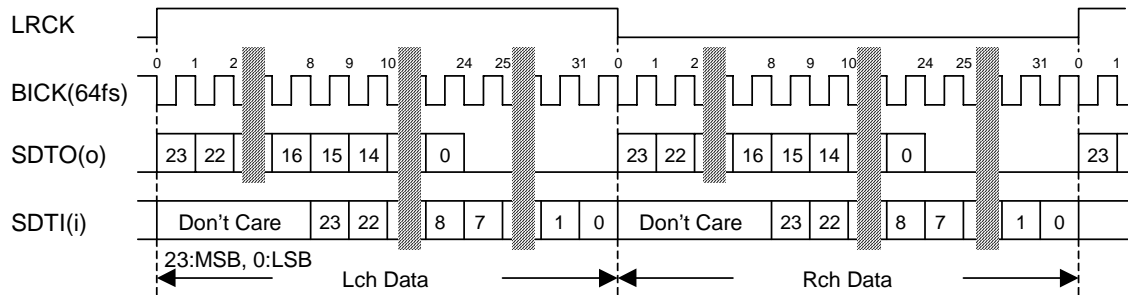 LRCK
0 1 2 8 9 10 24 25 31 0 1 2 8 9 10 24 25 31 0 1
BICK(64fs)
SDTO(o) 23 22 16 15 14 0 23 22 16 15 14 0 23
SDTI(i) Don't Care 23 22 8 7 1 0 Don't Care 23 22 8 7 1 0
23:MSB, 0:LSB
Lch Data Rch Data